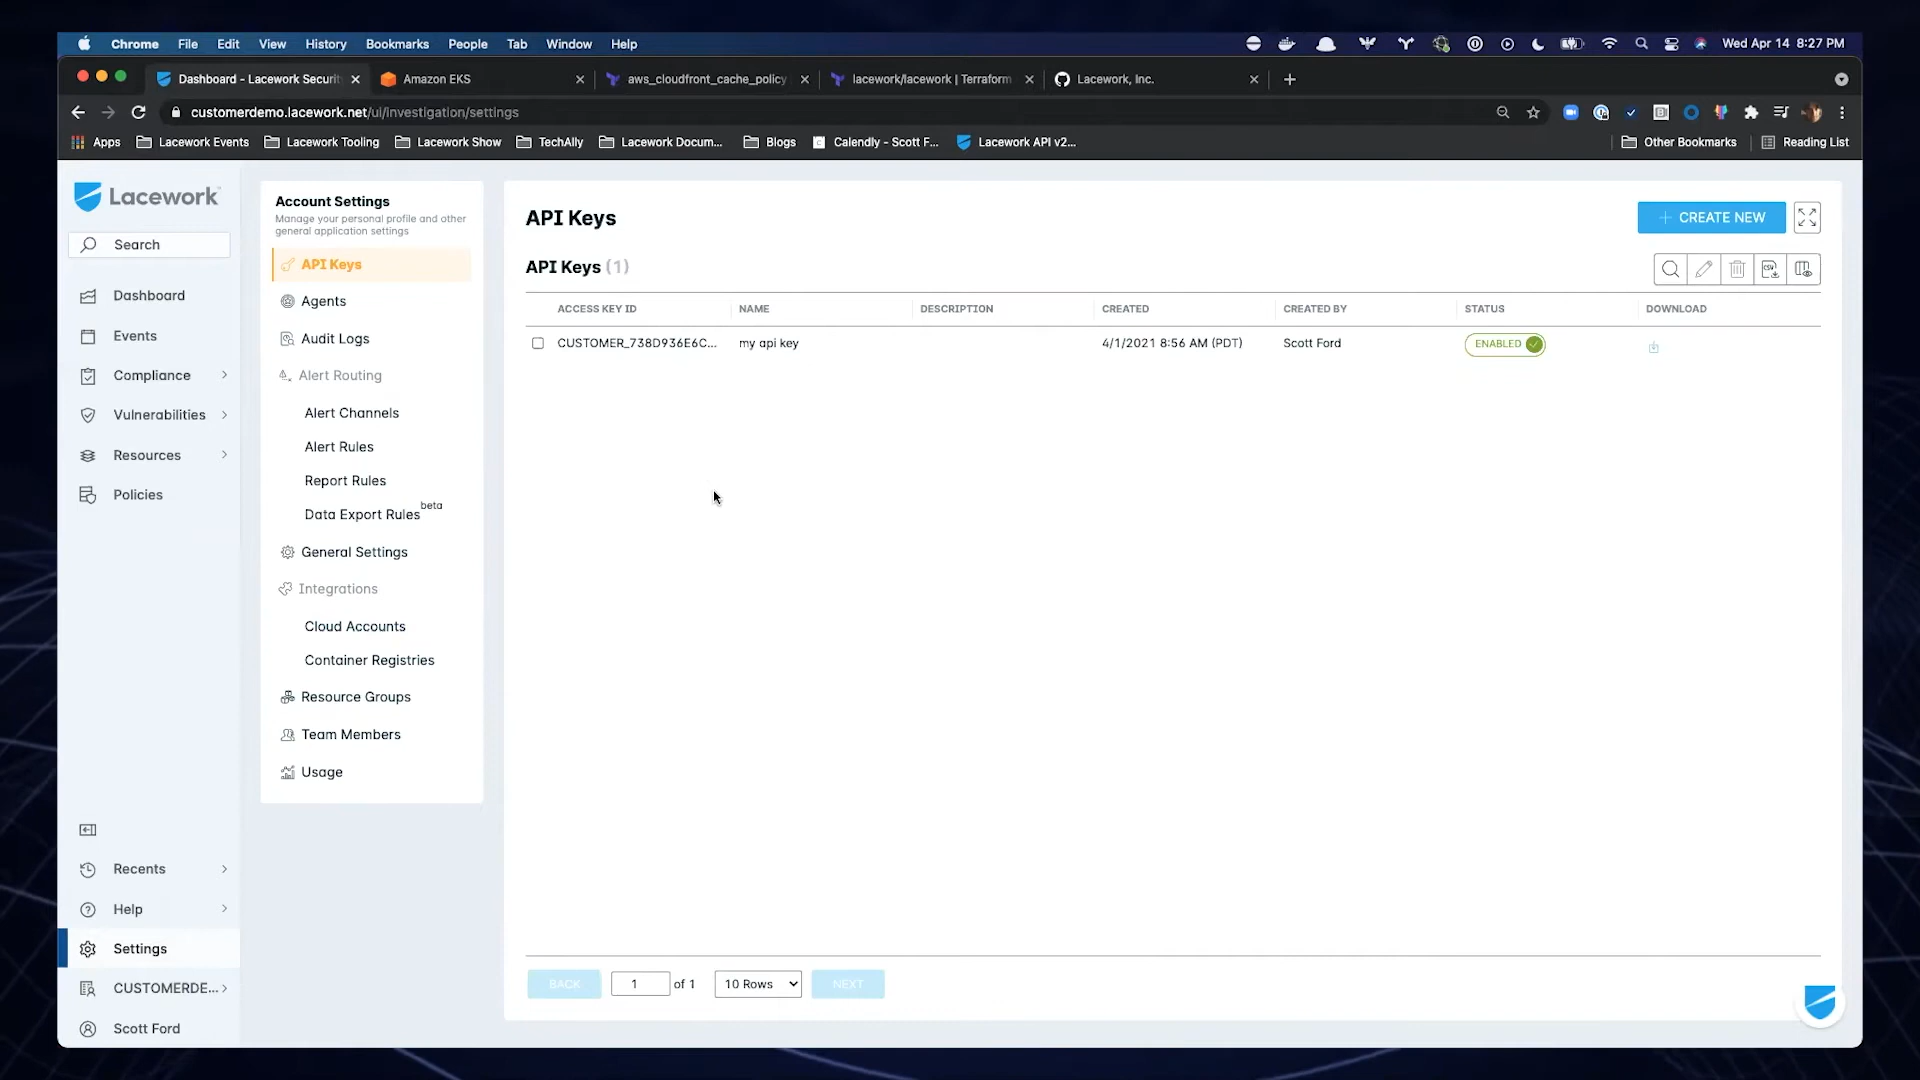 Chrome File Edit View History Bookmarks People Tab Window Help Wed Apr 14 8:27 PM
Dashboard - Lacework Securit Amazon EKS aws_cloudfront_cache_policy lacework/lacework | Terraform Lacework, Inc.
customerdemo.lacework.net/ui/investigation/settings
Apps Lacework Events Lacework Tooling Lacework Show TechAlly Lacework Docum... Blogs Calendly - Scott F... Lacework API v2... Other Bookmarks Reading List
Lacework
Search
Dashboard
Events
Compliance
Vulnerabilities
Resources
Policies
Recents
Help
Settings
CUSTOMERDE...
Scott Ford
Account Settings
Manage your personal profile and other
general application settings
API Keys
Agents
Audit Logs
Alert Routing
Alert Channels
Alert Rules
Report Rules
Data Export Rules beta
General Settings
Integrations
Cloud Accounts
Container Registries
Resource Groups
Team Members
Usage
API Keys
+ CREATE NEW
API Keys (1)
CSV
ACCESS KEY ID NAME DESCRIPTION CREATED CREATED BY STATUS DOWNLOAD
CUSTOMER_738D936E6C... my api key 4/1/2021 8:56 AM (PDT) Scott Ford ENABLED
BACK 1 of 1 10 Rows NEXT